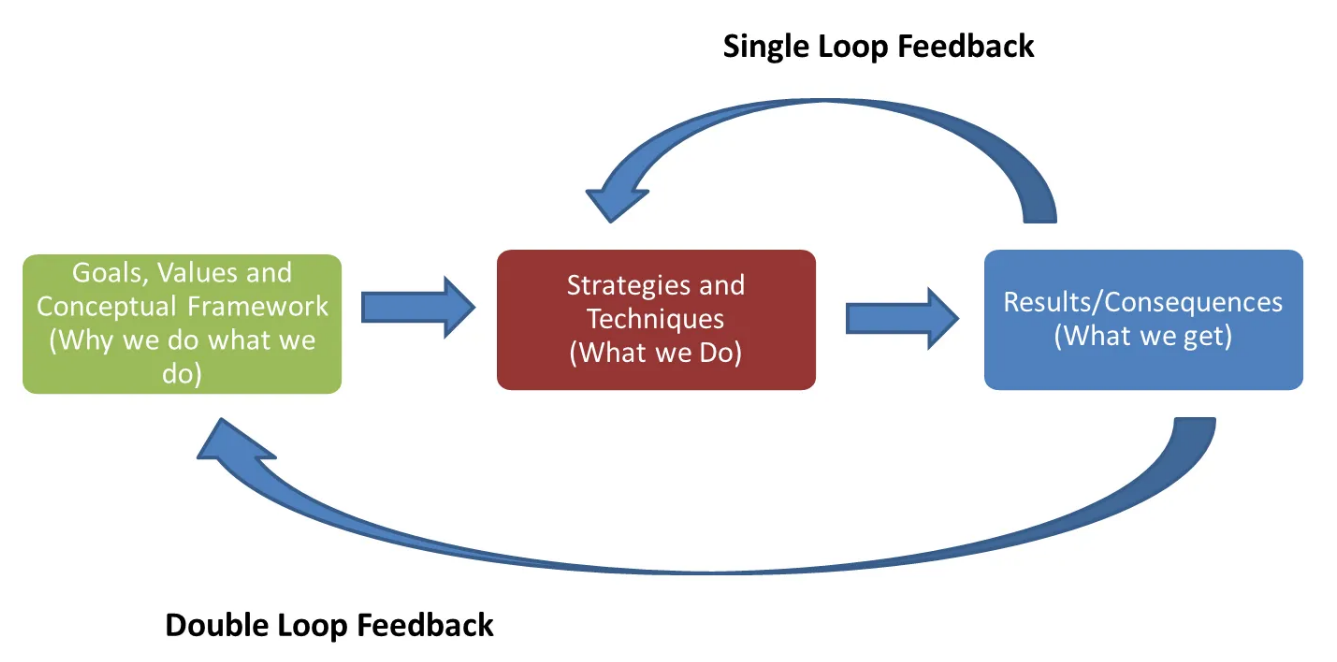 Single Loop Feedback
Goals, Values and
Conceptual Framework
(Why we do what we
do)
Strategies and
Techniques
(What we Do)
Results/Consequences
(What we get)
Double Loop Feedback